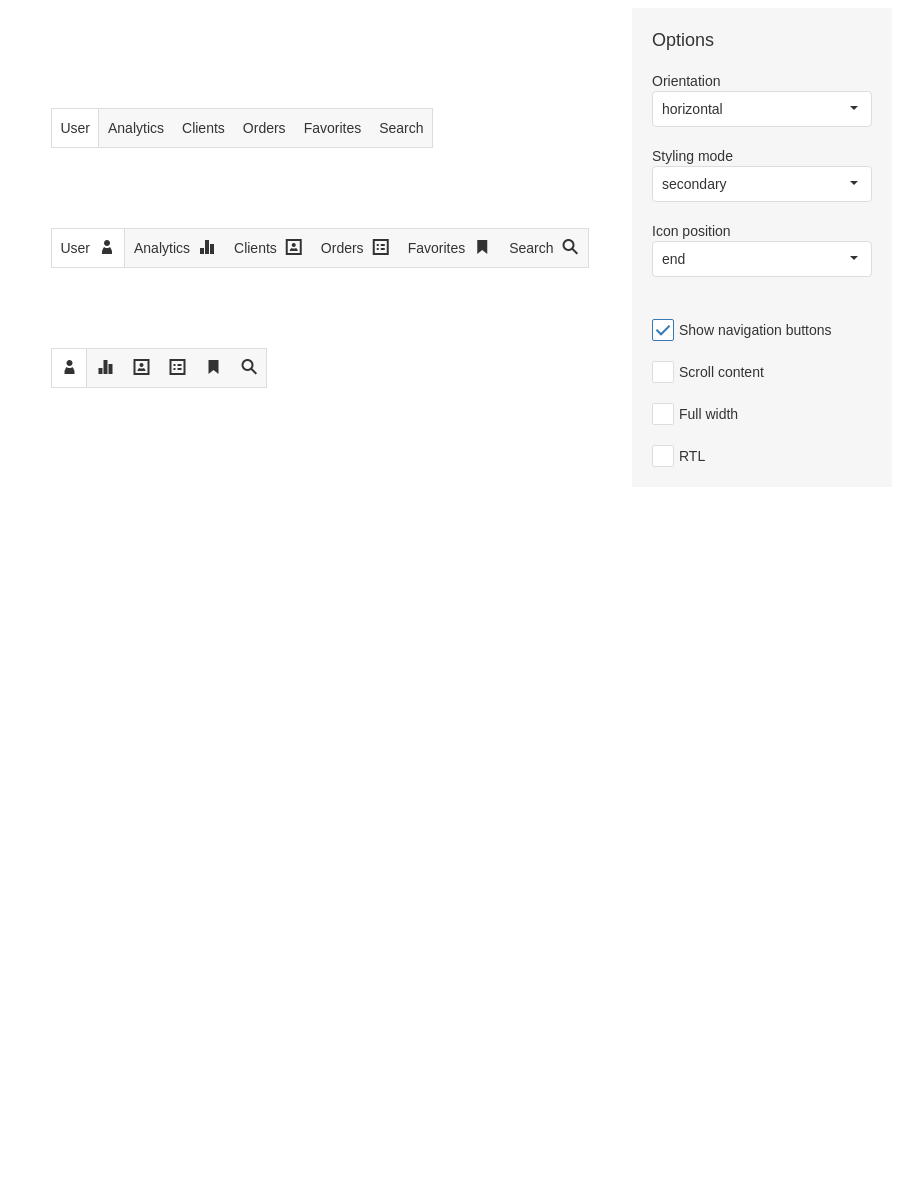 User Analytics Clients Orders Favorites Search
User Analytics Clients Orders Favorites Search
Options
Orientation
horizontal
Styling mode
secondary
Icon position
end
Show navigation buttons
Scroll content
Full width
RTL